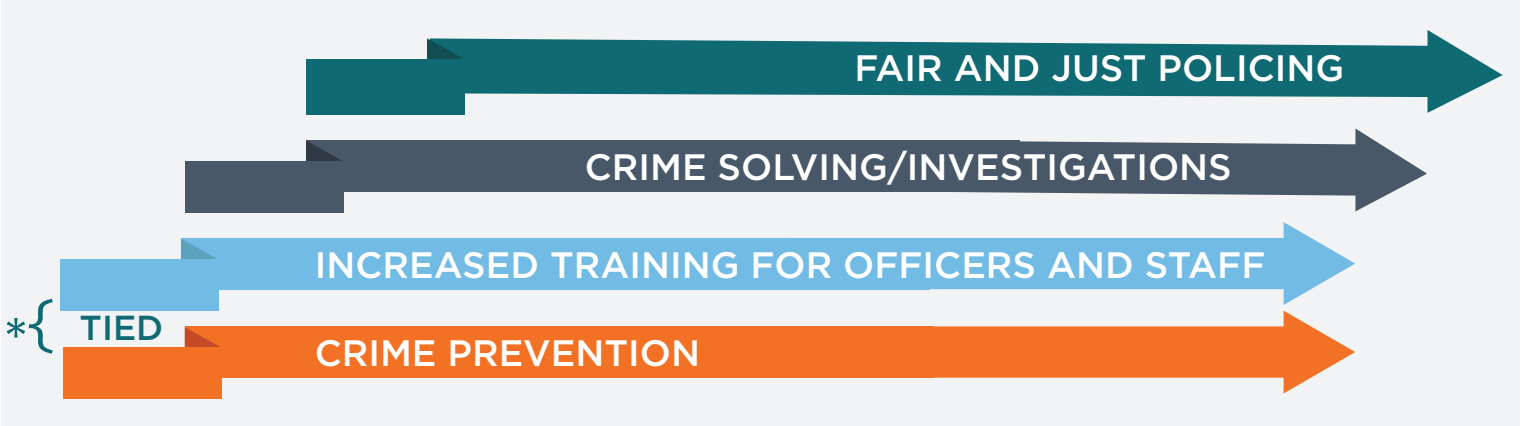 FAIR AND JUST POLICING
CRIME SOLVING/INVESTIGATIONS
INCREASED TRAINING FOR OFFICERS AND STAFF
*{ TIED
CRIME PREVENTION